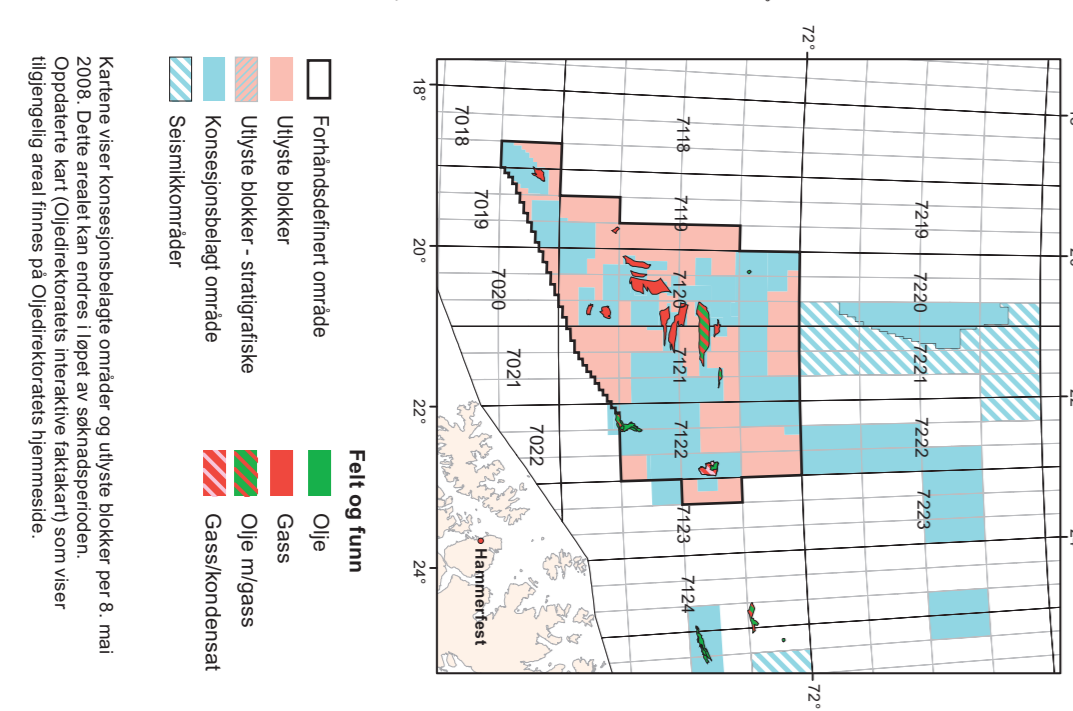 72°
18°
20°
22°
24°
72°
7018
7019
7020
7021
7022
7118
7119
7120
7121
7122
7123
7124
7219
7220
7221
7222
7223
Hammerfest
Forhåndsdefinert område
Utlyste blokker
Utlyste blokker - stratigrafiske
Konsesjonsbelagt område
Seismikkområder
Felt og funn
Olje
Gass
Olje m/gass
Gass/kondensat
Kartene viser konsesjonsbelagte områder og utlyste blokker per 8. mai
2008. Dette arealet kan endres i løpet av søknadsperioden.
Oppdaterte kart (Oljedirektoratets interaktive faktakart) som viser
tilgjengelig areal finnes på Oljedirektoratets hjemmeside.